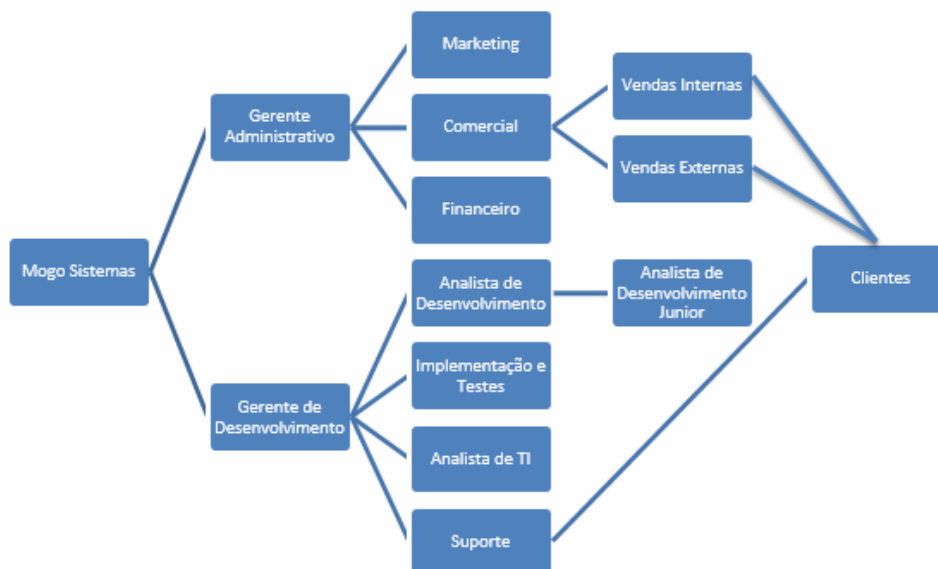 Mogo Sistemas
Gerente
Administrativo
Gerente de
Desenvolvimento
Marketing
Comercial
Financeiro
Analista de
Desenvolvimento
Implementação e
Testes
Analista de TI
Suporte
Vendas Internas
Vendas Externas
Analista de
Desenvolvimento
Junior
Clientes